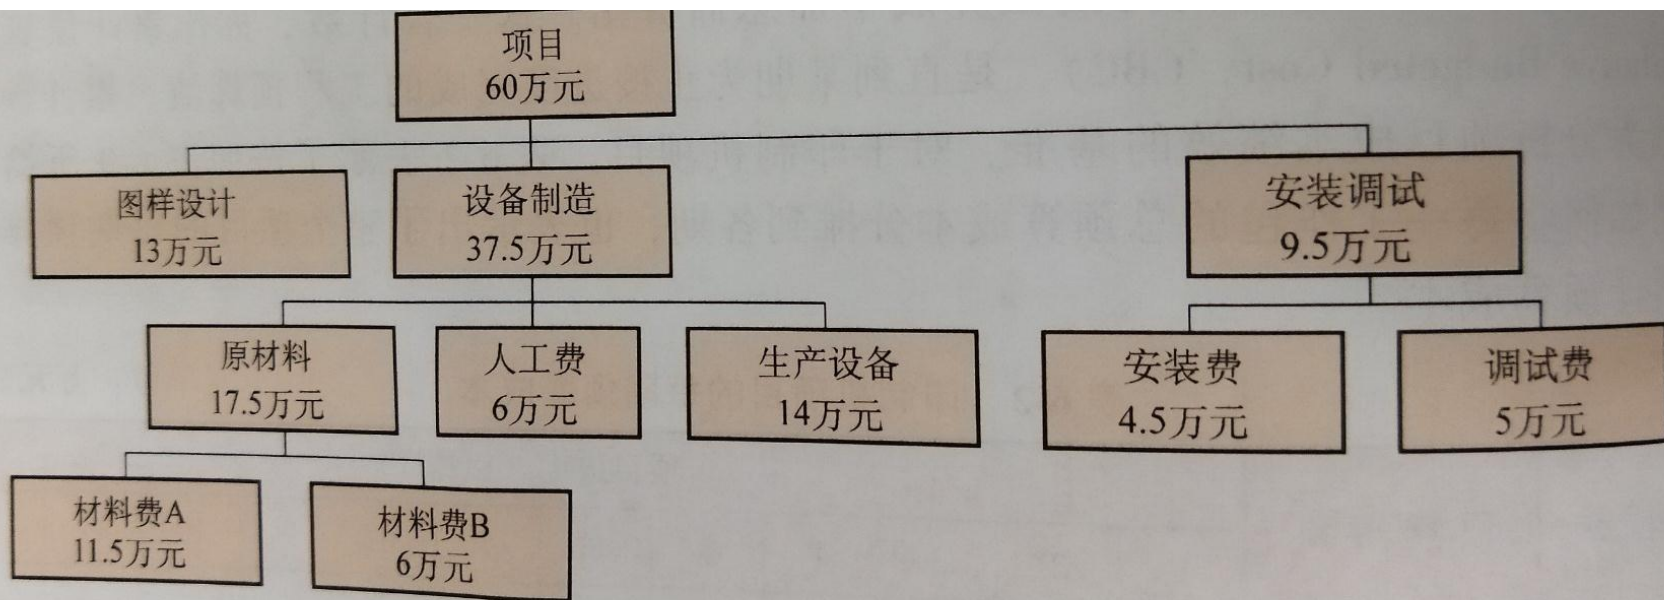 项目
60万元
图样设计
13万元
设备制造
37.5万元
安装调试
9.5万元
原材料
17.5万元
人工费
6万元
生产设备
14万元
安装费
4.5万元
调试费
5万元
材料费A
11.5万元
材料费B
6万元